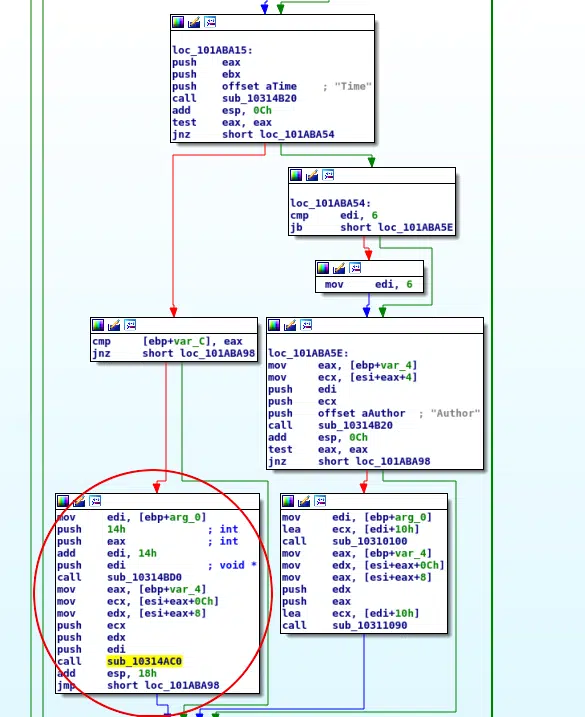 loc_101ABA15:
push eax
push ebx
push offset aTime ; "Time"
call sub_10314B20
add esp, 0Ch
test eax, eax
jnz short loc_101ABA54
loc_101ABA54:
cmp edi, 6
jb short loc_101ABA5E
mov edi, 6
cmp [ebp+var_C], eax
jnz short loc_101ABA98
loc_101ABA5E:
mov eax, [ebp+var_4]
mov ecx, [esi+eax+4]
push edi
push ecx
push offset aAuthor ; "Author"
call sub_10314B20
add esp, 0Ch
test eax, eax
jnz short loc_101ABA98
mov edi, [ebp+arg_0]
push 14h ; int
push eax ; int
add edi, 14h
push edi ; void *
call sub_10314BD0
mov eax, [ebp+var_4]
mov ecx, [esi+eax+0Ch]
mov edx, [esi+eax+8]
push ecx
push edx
push edi
call sub_10314AC0
add esp, 18h
jmp short loc_101ABA98
mov edi, [ebp+arg_0]
lea ecx, [edi+10h]
call sub_10310100
mov eax, [ebp+var_4]
mov edx, [esi+eax+0Ch]
mov eax, [esi+eax+8]
push edx
push eax
lea ecx, [edi+10h]
call sub_10311090